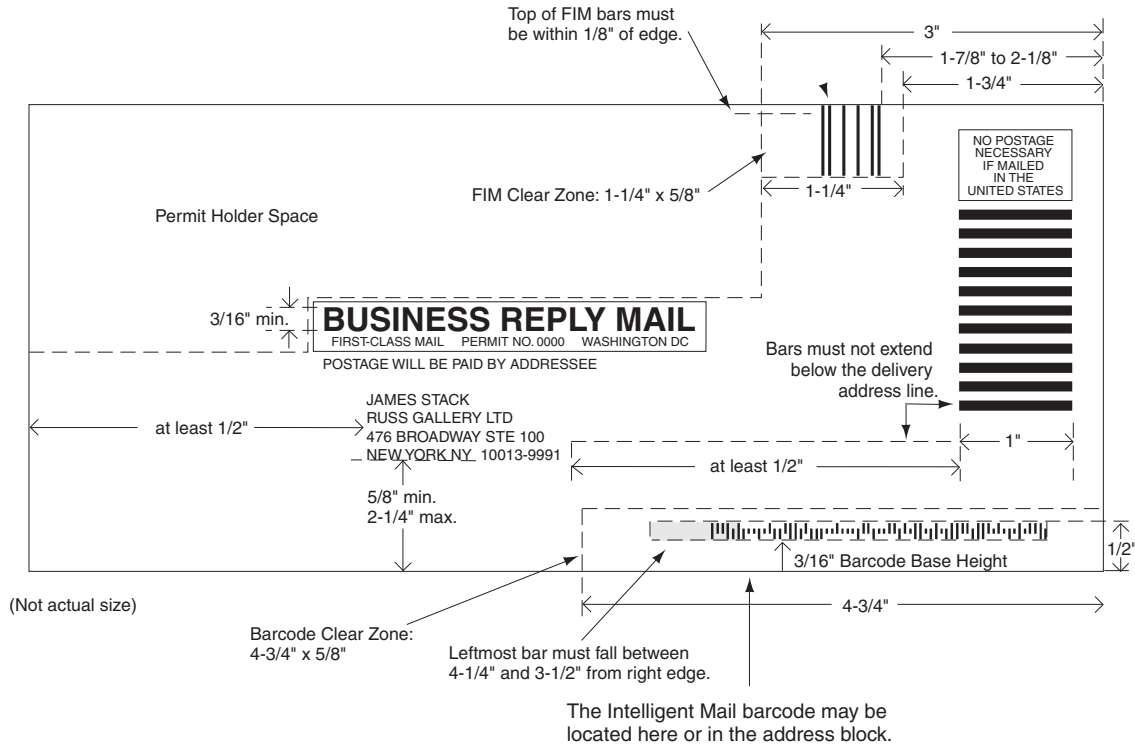 Top of FIM bars must
be within 1/8" of edge.
3"
1-7/8" to 2-1/8"
1-3/4"
NO POSTAGE
NECESSARY
IF MAILED
IN THE
UNITED STATES
FIM Clear Zone: 1-1/4" x 5/8"
1-1/4"
Permit Holder Space
3/16" min.
BUSINESS REPLY MAIL
FIRST-CLASS MAIL PERMIT NO. 0000 WASHINGTON DC
POSTAGE WILL BE PAID BY ADDRESSEE
Bars must not extend
below the delivery
address line.
JAMES STACK
RUSS GALLERY LTD
476 BROADWAY STE 100
NEW YORK NY 10013-9991
at least 1/2"
1"
at least 1/2"
5/8" min.
2-1/4" max.
3/16" Barcode Base Height
1/2"
(Not actual size)
4-3/4"
Barcode Clear Zone:
4-3/4" x 5/8"
Leftmost bar must fall between
4-1/4" and 3-1/2" from right edge.
The Intelligent Mail barcode may be
located here or in the address block.